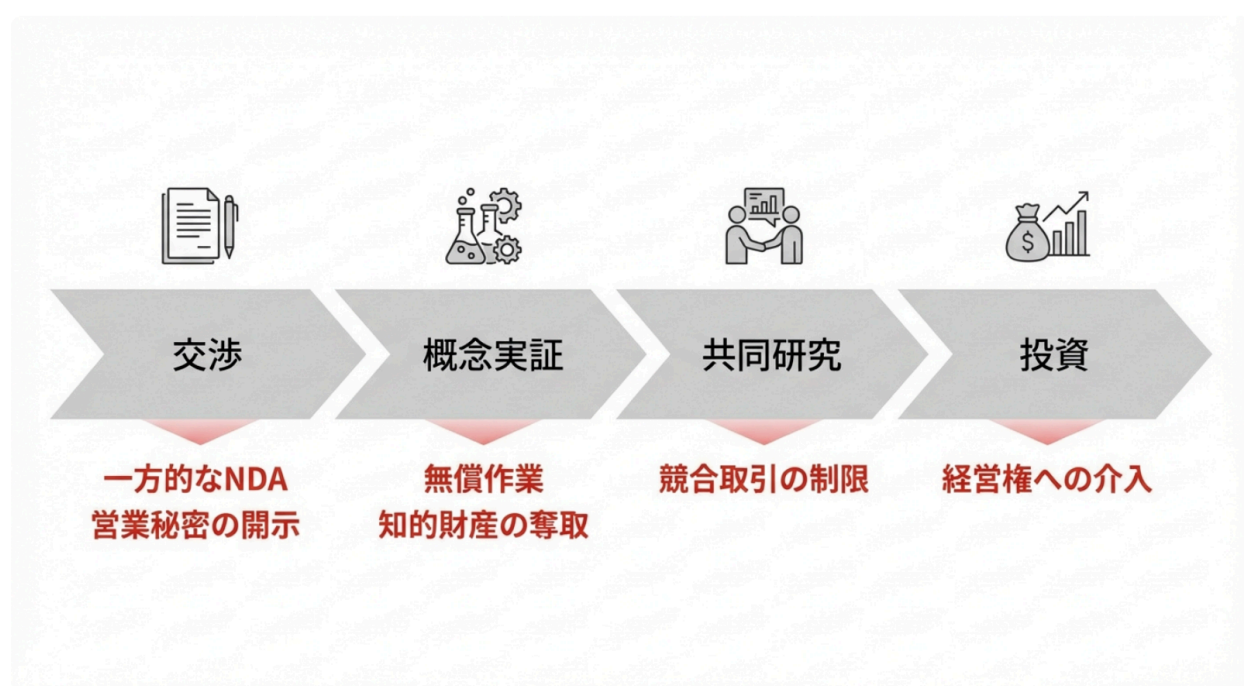 交渉
概念実証
共同研究
投資
一方的なNDA
営業秘密の開示
無償作業
知的財産の奪取
競合取引の制限
経営権への介入
$